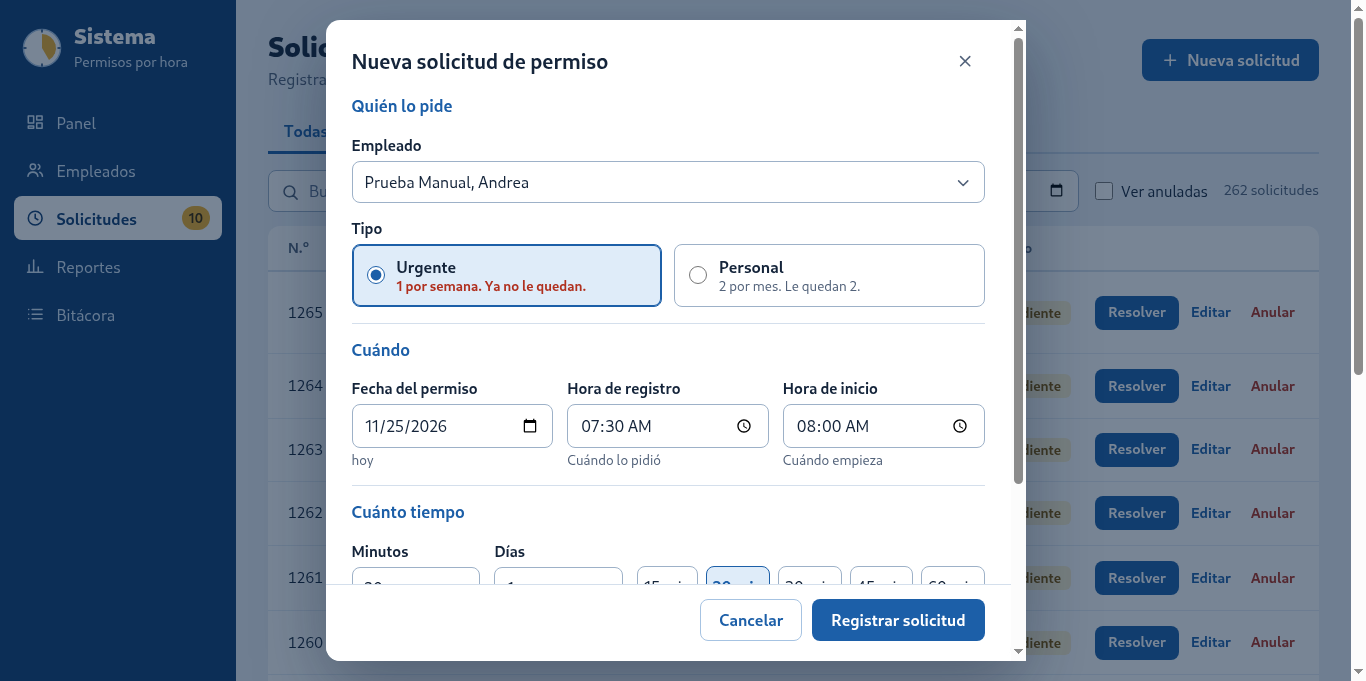 Sistema
Permisos por hora
Panel
Empleados
Solicitudes 10
Reportes
Bitácora
Nueva solicitud
Todas
Ver anuladas 262 solicitudes
N.º
1265 Resolver Editar Anular
1264 Resolver Editar Anular
1263 Resolver Editar Anular
1262 Resolver Editar Anular
1261 Resolver Editar Anular
1260 Resolver Editar Anular
Nueva solicitud de permiso
Quién lo pide
Empleado
Prueba Manual, Andrea
Tipo
Urgente
1 por semana. Ya no le quedan.
Personal
2 por mes. Le quedan 2.
Cuándo
Fecha del permiso Hora de registro Hora de inicio
11/25/2026 07:30 AM 08:00 AM
hoy Cuándo lo pidió Cuándo empieza
Cuánto tiempo
Minutos Días
Cancelar Registrar solicitud